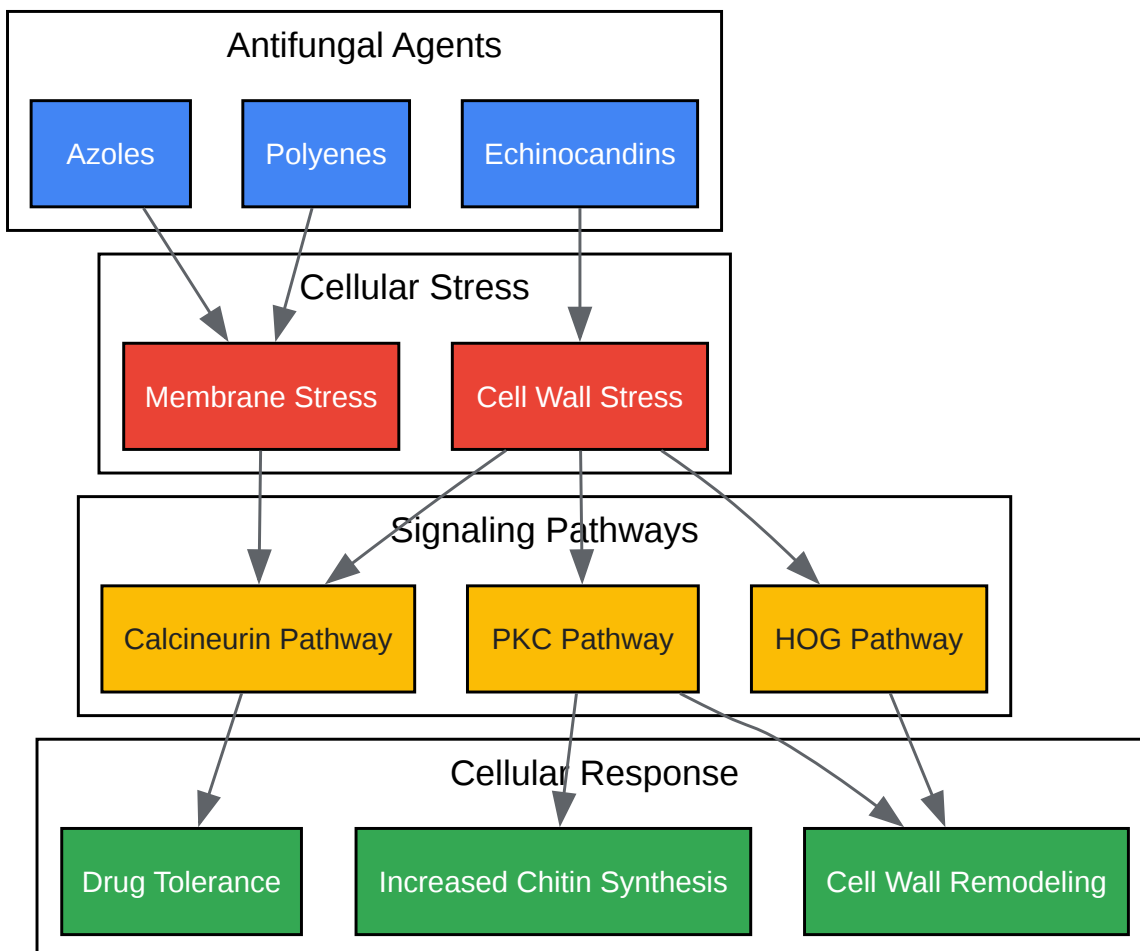 Antifungal Agents
Azoles
Polyenes
Echinocandins
Cellular Stress
Membrane Stress
Cell Wall Stress
Signaling Pathways
Calcineurin Pathway
PKC Pathway
HOG Pathway
Cellular Response
Drug Tolerance
Increased Chitin Synthesis
Cell Wall Remodeling